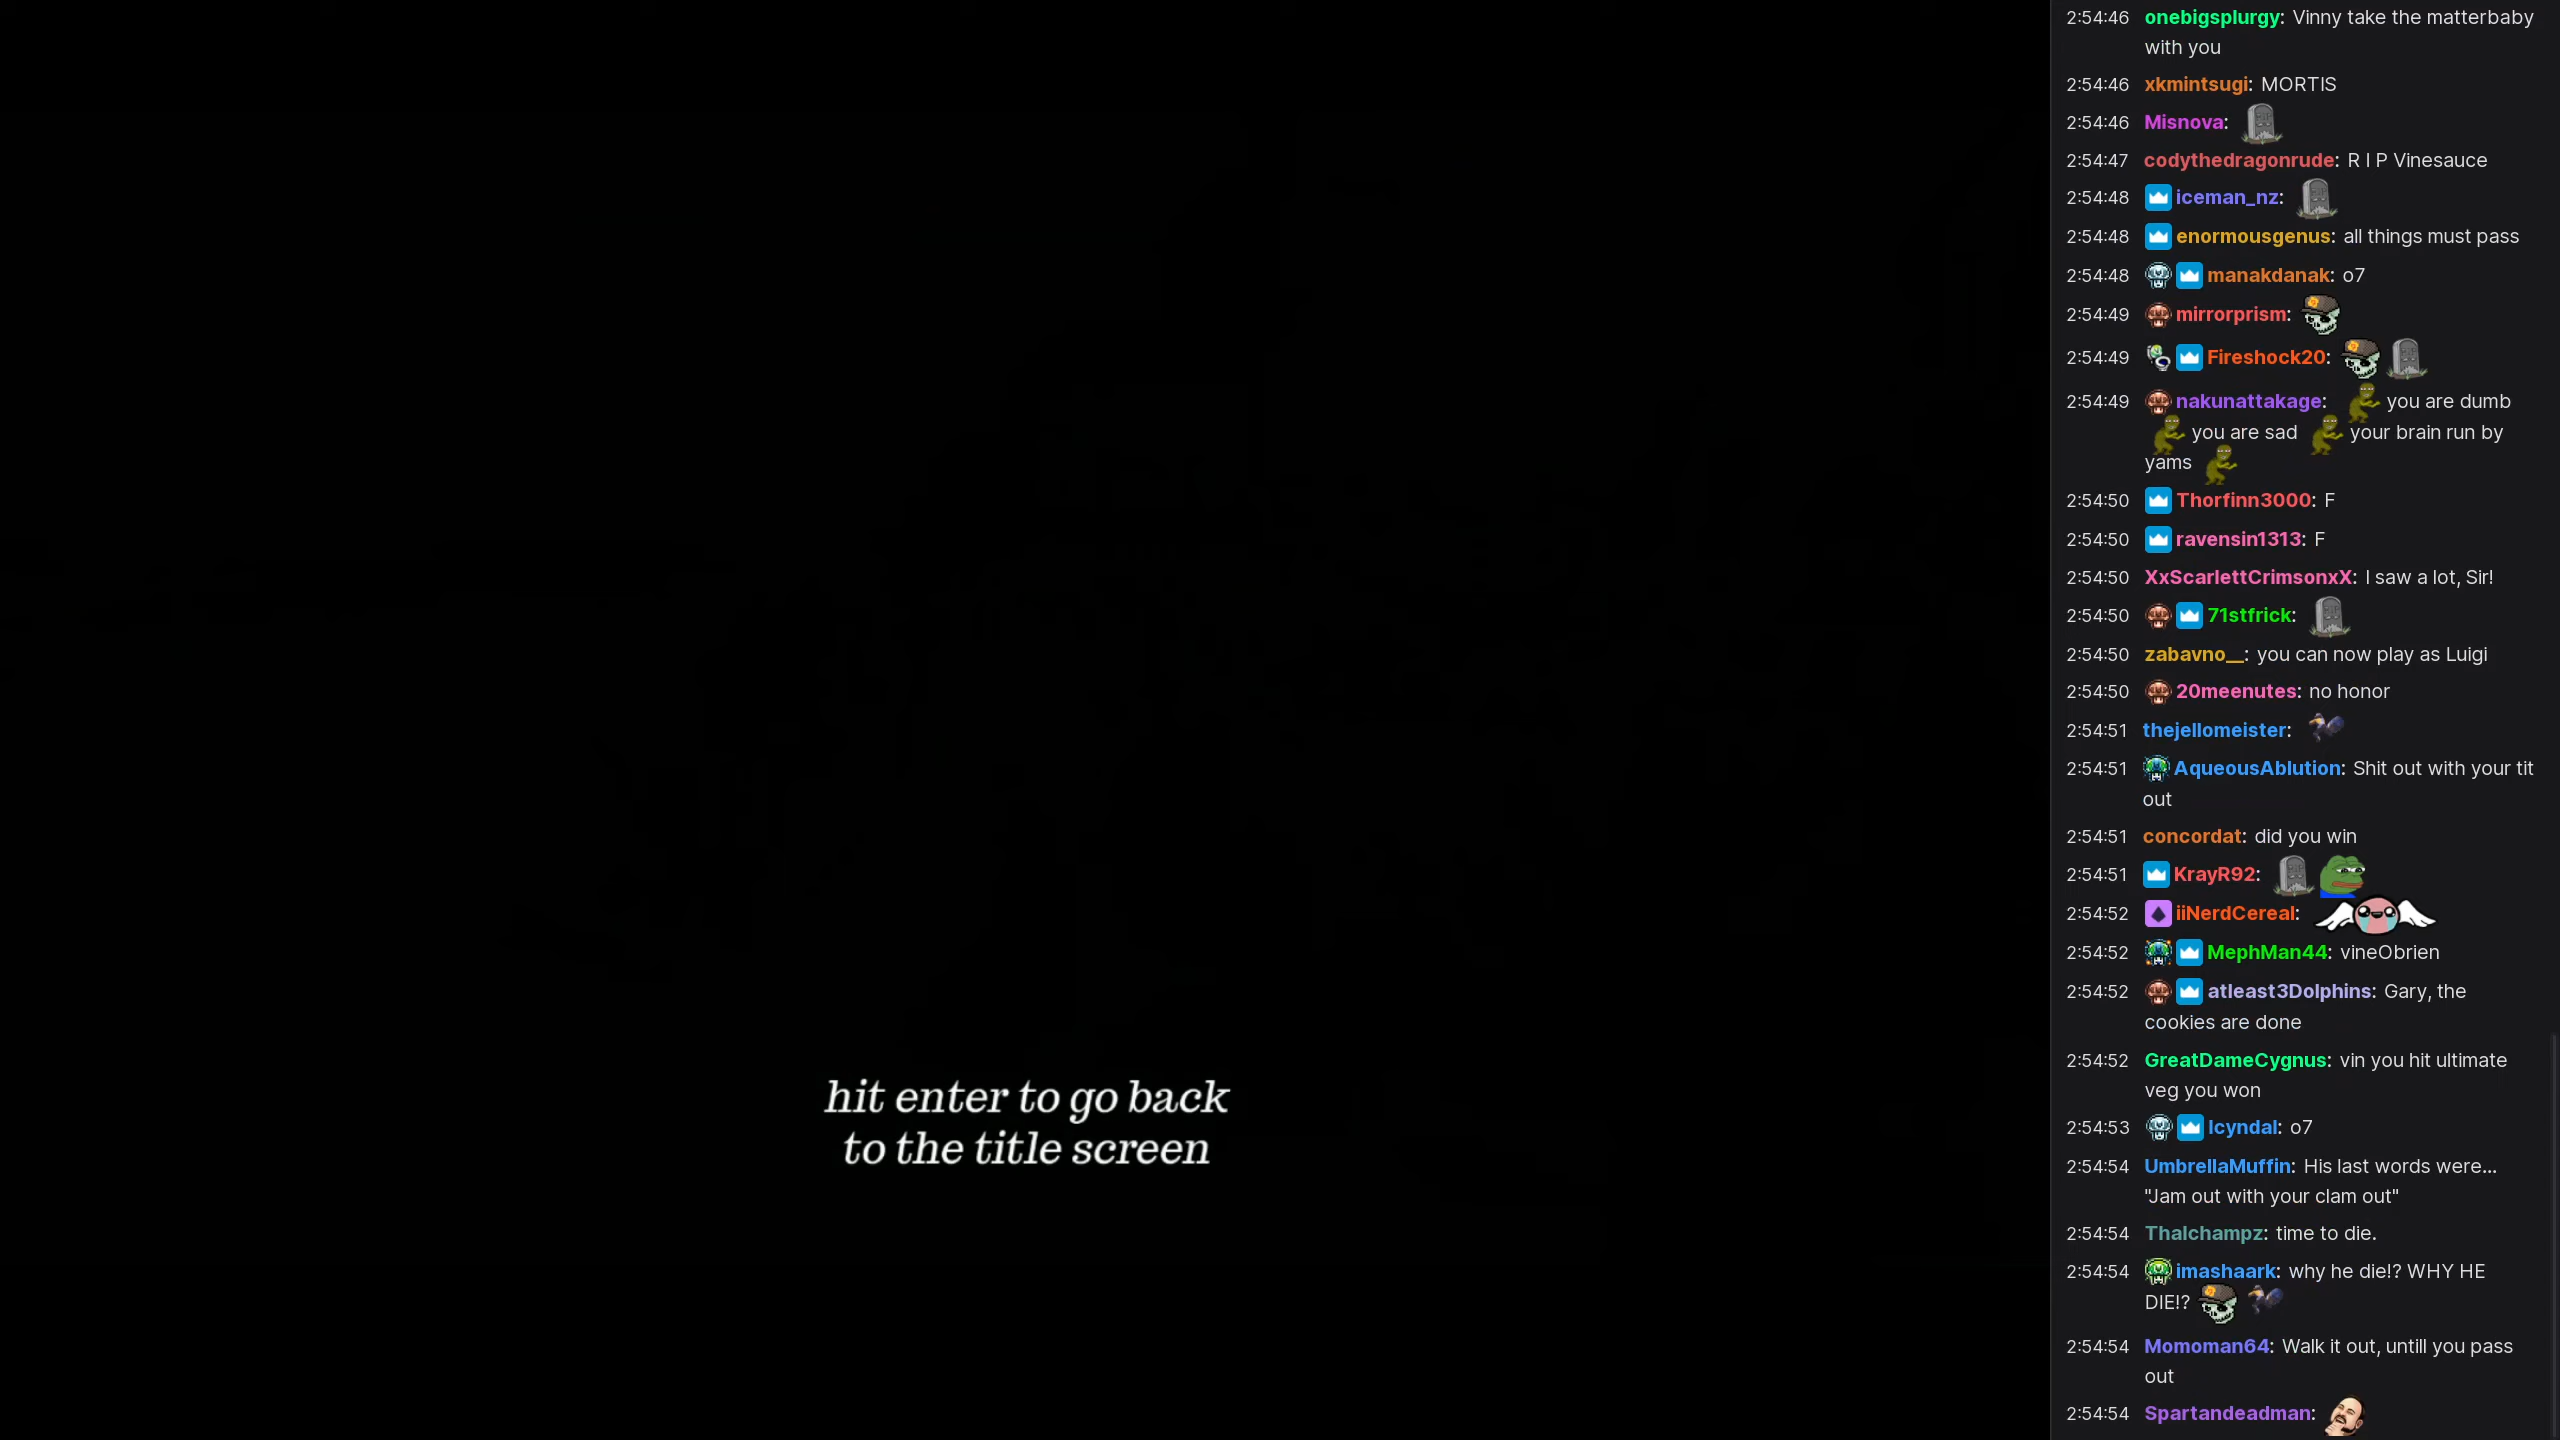 hit enter to go back
to the title screen
2:54:46 onebigsplurgy: Vinny take the matterbaby
with you
2:54:46 xkmintsugi: MORTIS
2:54:46 Misnova:
2:54:47 codythedragonrude: R I P Vinesauce
2:54:48 iceman_nz:
2:54:48 enormousgenus: all things must pass
2:54:48 manakdanak: o7
2:54:49 mirrorprism:
2:54:49 Fireshock20:
2:54:49 nakunattakage: you are dumb
you are sad your brain run by
yams
2:54:50 Thorfinn3000: F
2:54:50 ravensin1313: F
2:54:50 XxScarlettCrimsonxX: I saw a lot, Sir!
2:54:50 71stfrick:
2:54:50 zabavno__: you can now play as Luigi
2:54:50 20meenutes: no honor
2:54:51 thejellomeister:
2:54:51 AqueousAblution: Shit out with your tit
out
2:54:51 concordat: did you win
2:54:51 KrayR92:
2:54:52 iiNerdCereal:
2:54:52 MephMan44: vineObrien
2:54:52 atleast3Dolphins: Gary, the
cookies are done
2:54:52 GreatDameCygnus: vin you hit ultimate
veg you won
2:54:53 Icyndal: o7
2:54:54 UmbrellaMuffin: His last words were...
"Jam out with your clam out"
2:54:54 Thalchampz: time to die.
2:54:54 imashaark: why he die!? WHY HE
DIE!?
2:54:54 Momoman64: Walk it out, untill you pass
out
2:54:54 Spartandeadman: